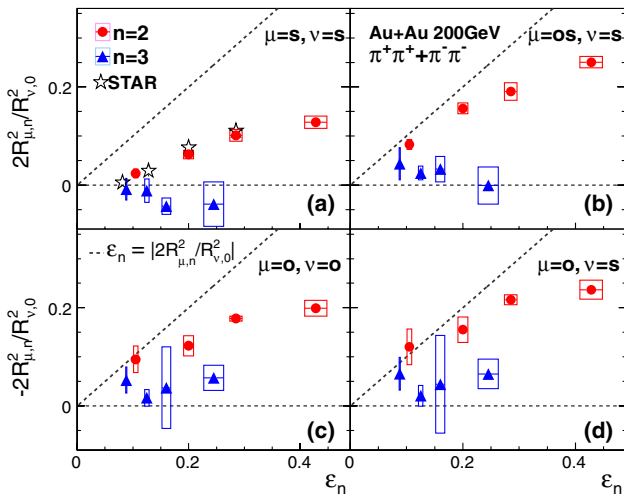 n=2
n=3
STAR
μ=s, ν=s
(a)
Au+Au 200GeV
π⁺π⁺+π⁻π⁻
μ=os, ν=s
(b)
2R²μ,n/R²ν,0
0.2
0
εn = |2R²μ,n/R²ν,0|
μ=o, ν=o
(c)
μ=o, ν=s
(d)
-2R²μ,n/R²ν,0
0.2
0
0
0.2
0.4
εn
0
0.2
0.4
εn